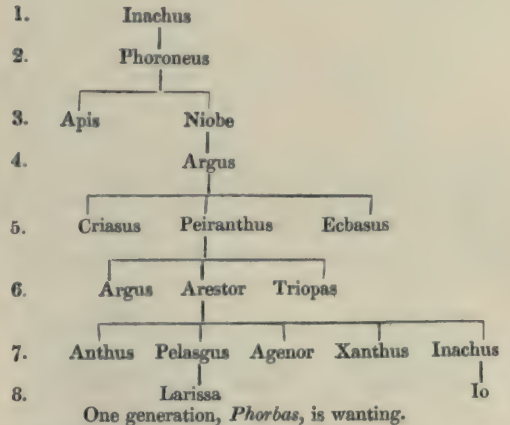 1. Inachus
2. Phoroneus
3. Apis Niobe
4. Argus
5. Criasus Peiranthus Ecbasus
6. Argus Arestor Triopas
7. Anthus Pelasgus Agenor Xanthus Inachus
8. Larissa Io
One generation, Phorbas, is wanting.